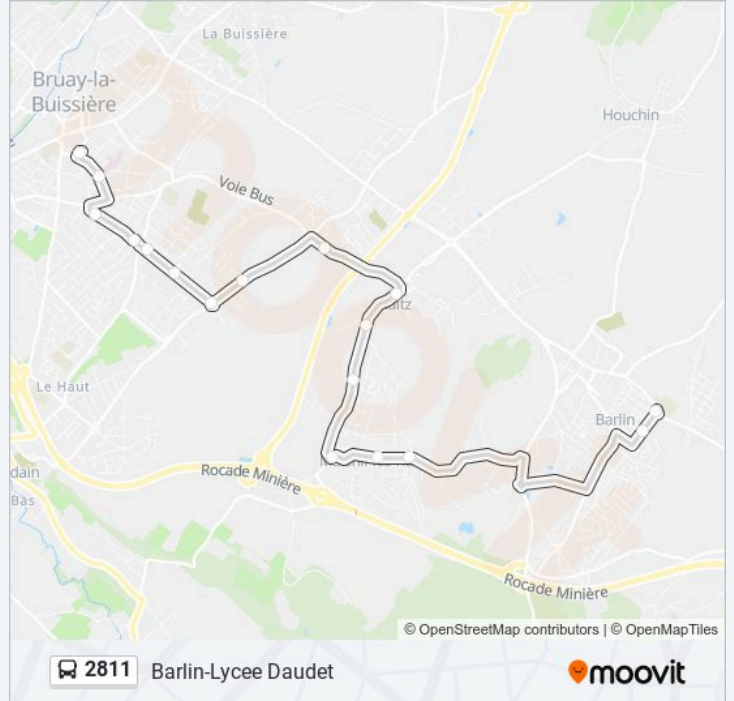 La Buissière
Bruay-la-
Buissière
Houchin
Voie Bus
Le Haut
Barlin
Rocade Minière
dain
Bas
Rocade Minière
© OpenStreetMap contributors | © OpenMapTiles
2811 Barlin-Lycee Daudet
moovit